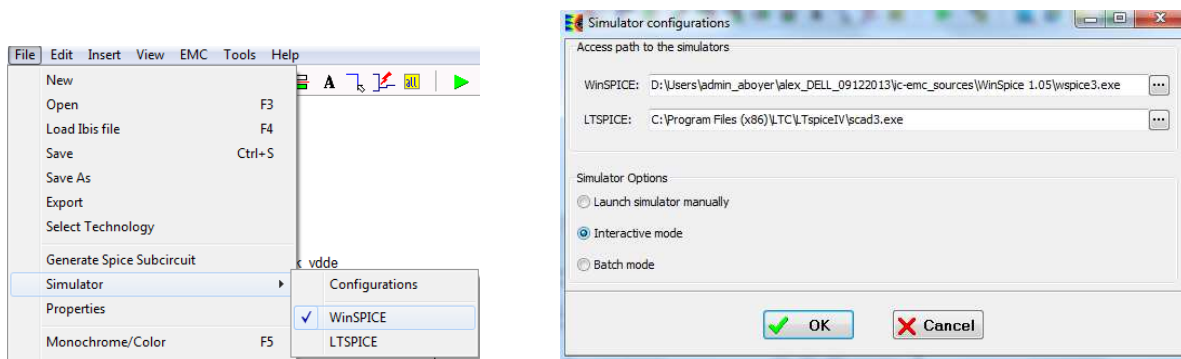 File Edit Insert View EMC Tools Help
New
Open F3
Load Ibis file F4
Save Ctrl+S
Save As
Export
Select Technology
Generate Spice Subcircuit
Simulator
Properties
Monochrome/Color F5
A all
vdde
Configurations
WinSPICE
LTSPICE
Simulator configurations
Access path to the simulators
WinSPICE: D:\Users\admin_aboyer\alex_DELL_09122013\ic-emc_sources\WinSpice 1.05\wspice3.exe ...
LTSPICE: C:\Program Files (x86)\LTC\LTspiceIV\scad3.exe ...
Simulator Options
Launch simulator manually
Interactive mode
Batch mode
OK Cancel